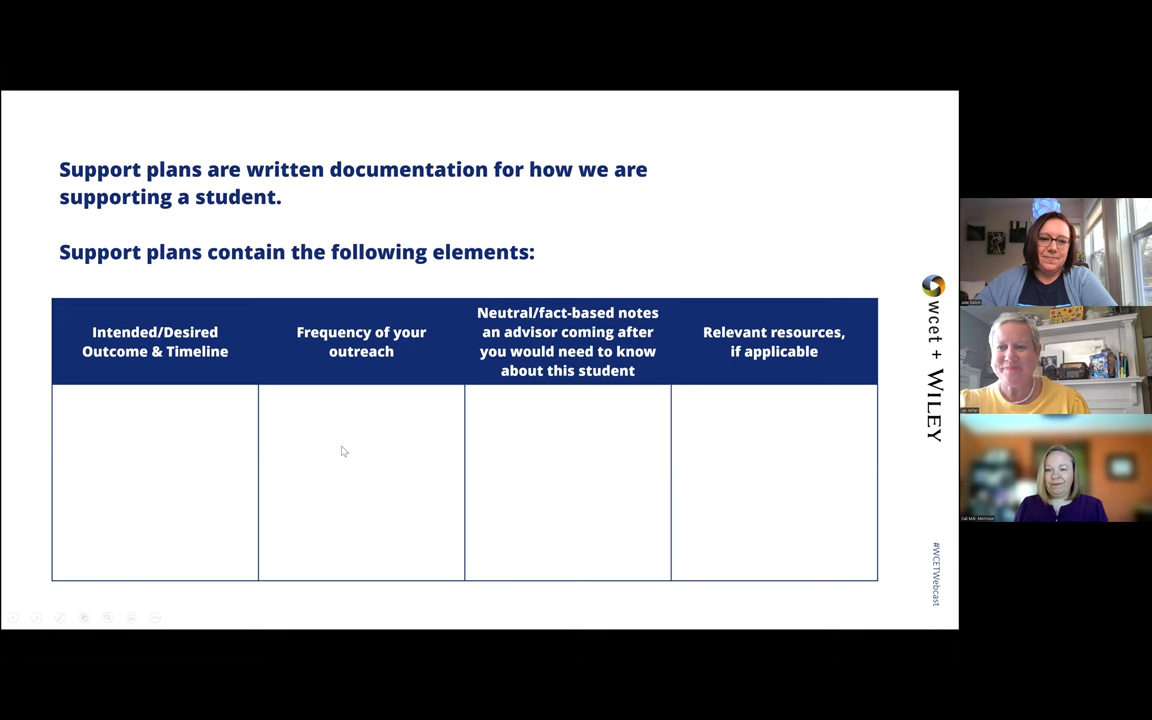 Support plans are written documentation for how we are
supporting a student.
Support plans contain the following elements:
Intended/Desired
Outcome & Timeline
Frequency of your
outreach
Neutral/fact-based notes
an advisor coming after
you would need to know
about this student
Relevant resources,
if applicable
wcet + WILEY
#WCETWebcast
Cali M.K. Morrison